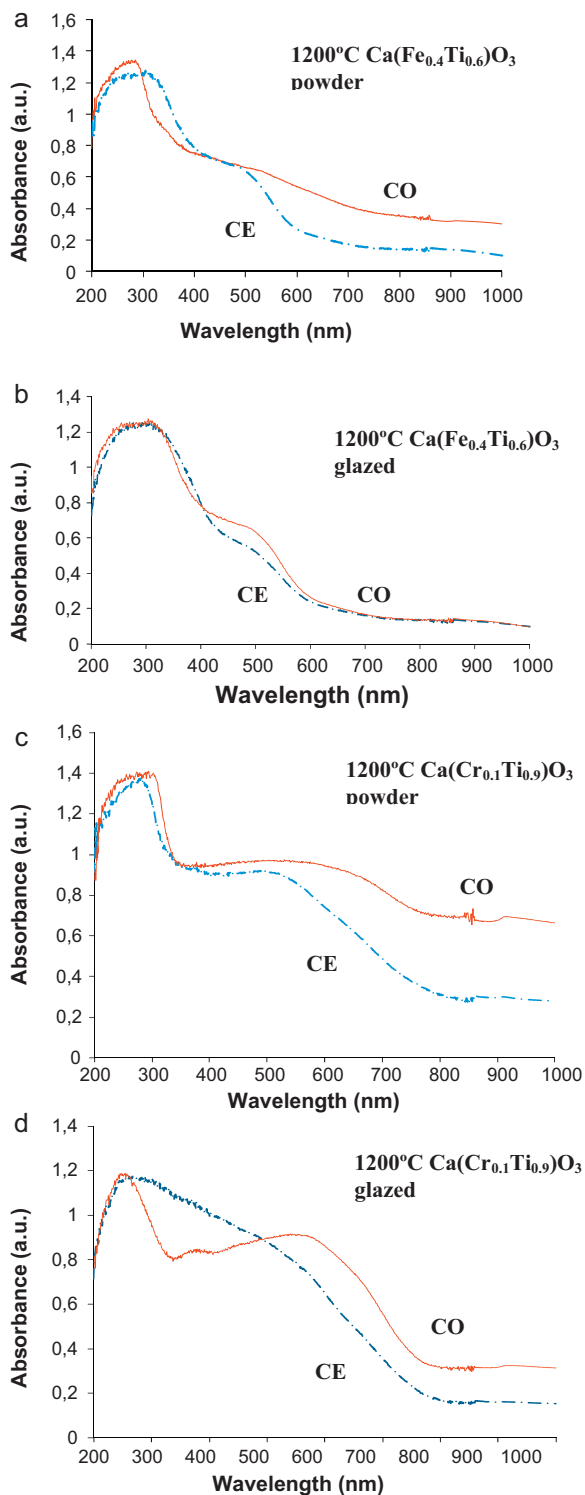 a
1,6
1200ºC Ca(Fe0.4Ti0.6)O3
powder
1,4
1,2
1
0,8
0,6
0,4
0,2
0
CO
CE
Absorbance (a.u.)
200 300 400 500 600 700 800 900 1000
Wavelength (nm)
b
1,4
1200ºC Ca(Fe0.4Ti0.6)O3
glazed
1,2
1
0,8
0,6
0,4
0,2
0
CE
CO
Absorbance (a.u.)
200 300 400 500 600 700 800 900 1000
Wavelength (nm)
c
1,6
1200ºC Ca(Cr0.1Ti0.9)O3
powder
1,4
1,2
1
0,8
0,6
0,4
0,2
0
CO
CE
Absorbance (a.u.)
200 300 400 500 600 700 800 900 1000
Wavelength (nm)
d
1,4
1200ºC Ca(Cr0.1Ti0.9)O3
glazed
1,2
1
0,8
0,6
0,4
0,2
0
CO
CE
Absorbance (a.u.)
200 300 400 500 600 700 800 900 1000
Wavelength (nm)